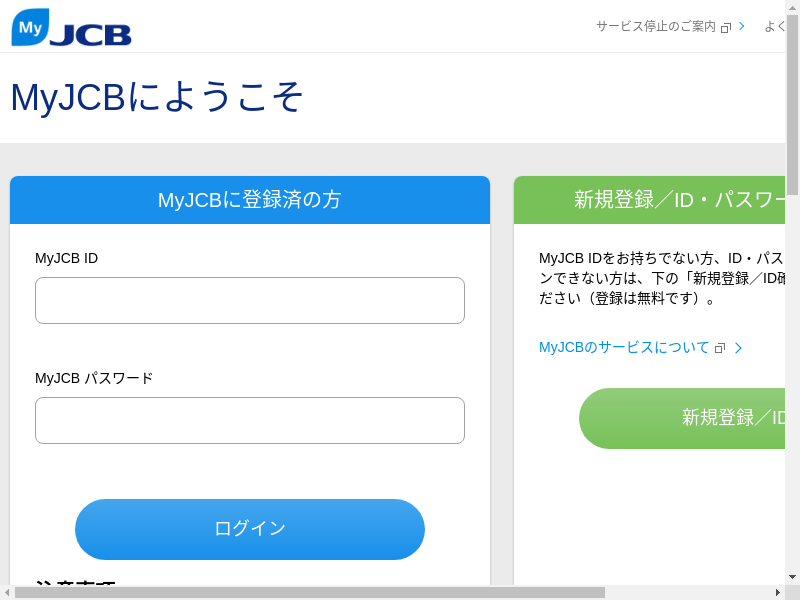 My JCB
サービス停止のご案内
よく
MyJCBにようこそ
MyJCBに登録済の方
MyJCB ID
MyJCB パスワード
ログイン
注意事項
新規登録／ID・パスワー
MyJCB IDをお持ちでない方、ID・パス
ンできない方は、下の「新規登録／ID確
ださい（登録は無料です）。
MyJCBのサービスについて
新規登録／ID